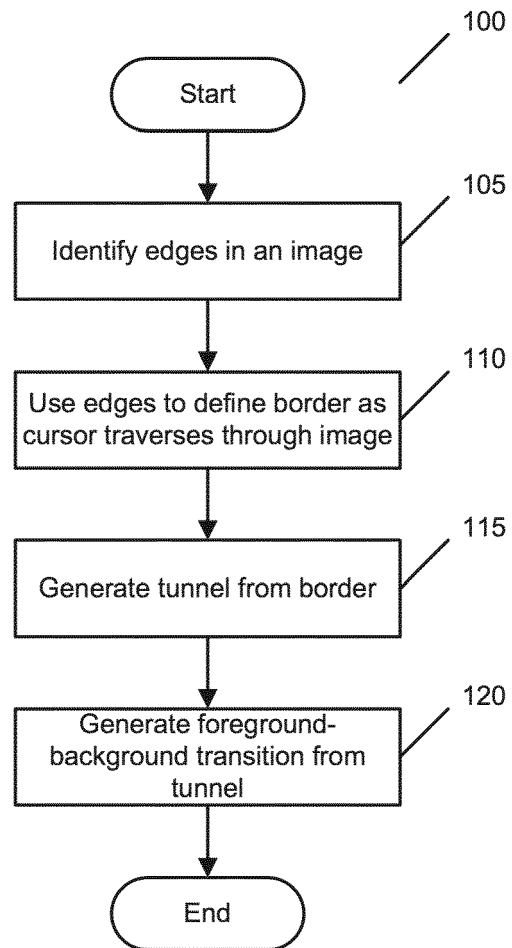 100
Start
105
Identify edges in an image
110
Use edges to define border as
cursor traverses through image
115
Generate tunnel from border
120
Generate foreground-
background transition from
tunnel
End